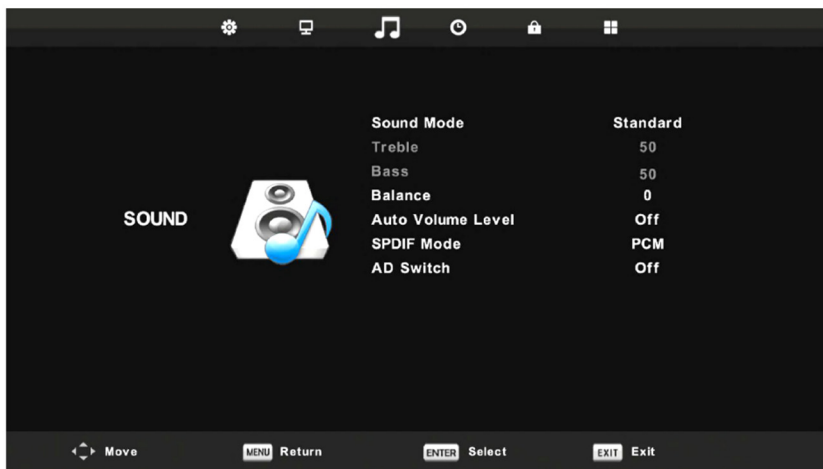 Sound Mode Standard
Treble 50
Bass 50
Balance 0
SOUND
Auto Volume Level Off
SPDIF Mode PCM
AD Switch Off
Move MENU Return ENTER Select EXIT Exit